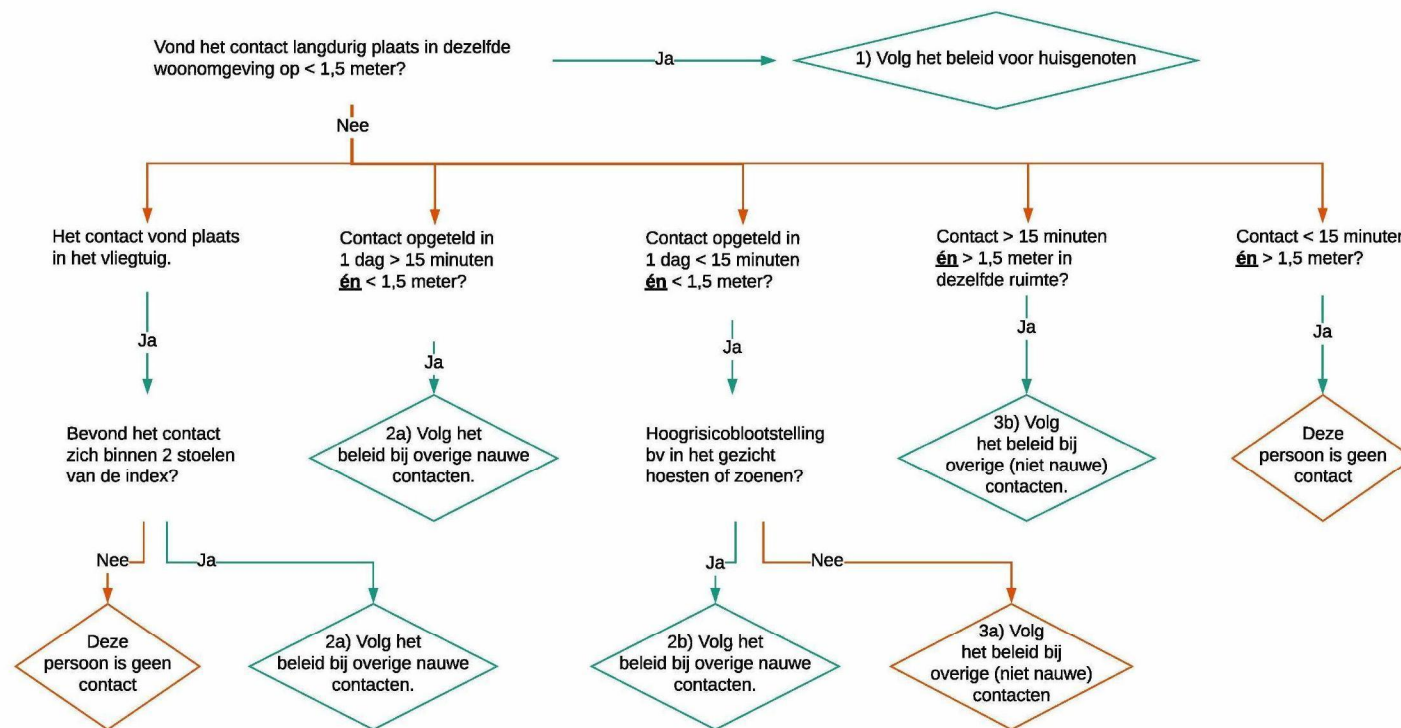 Vond het contact langdurig plaats in dezelfde
woonomgeving op < 1,5 meter?
Ja
1) Volg het beleid voor huisgenoten
Nee
Het contact vond plaats
in het vliegtuig.
Contact opgeteld in
1 dag > 15 minuten
én < 1,5 meter?
Contact opgeteld in
1 dag < 15 minuten
én < 1,5 meter?
Contact > 15 minuten
én > 1,5 meter in
dezelfde ruimte?
Contact < 15 minuten
én > 1,5 meter?
Ja
Ja
Ja
Ja
Ja
Bevond het contact
zich binnen 2 stoelen
van de index?
2a) Volg het
beleid bij overige nauwe
contacten.
Hoogrisicoblootstelling
bv in het gezicht
hoesten of zoenen?
3b) Volg
het beleid bij
overige (niet nauwe)
contacten.
Deze
persoon is geen
contact
Nee
Ja
Ja
Nee
Deze
persoon is geen
contact
2a) Volg het
beleid bij overige nauwe
contacten.
2b) Volg het
beleid bij overige nauwe
contacten.
3a) Volg
het beleid bij
overige (niet nauwe)
contacten